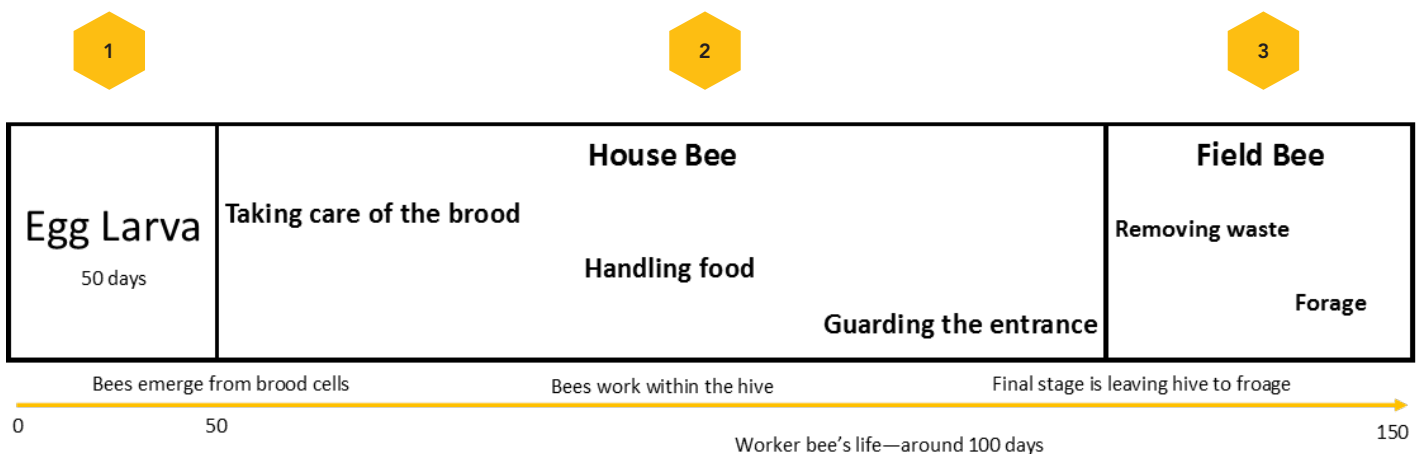 1
2
3
House Bee
Field Bee
Egg Larva
50 days
Taking care of the brood
Handling food
Guarding the entrance
Removing waste
Forage
Bees emerge from brood cells
Bees work within the hive
Final stage is leaving hive to froage
0
50
150
Worker bee's life—around 100 days